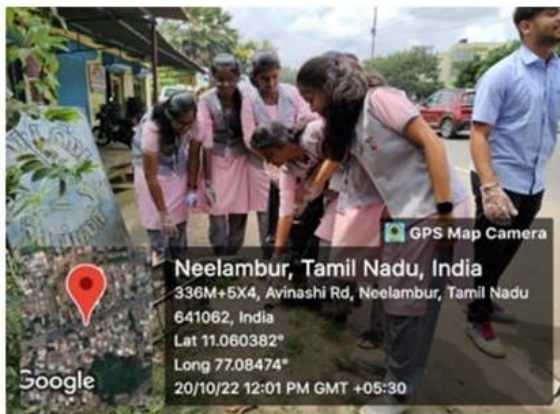 GPS Map Camera
Neelambur, Tamil Nadu, India
336M+5X4, Avinashi Rd, Neelambur, Tamil Nadu
641062, India
Lat 11.060382°
Long 77.08474°
20/10/22 12:01 PM GMT +05:30
Google